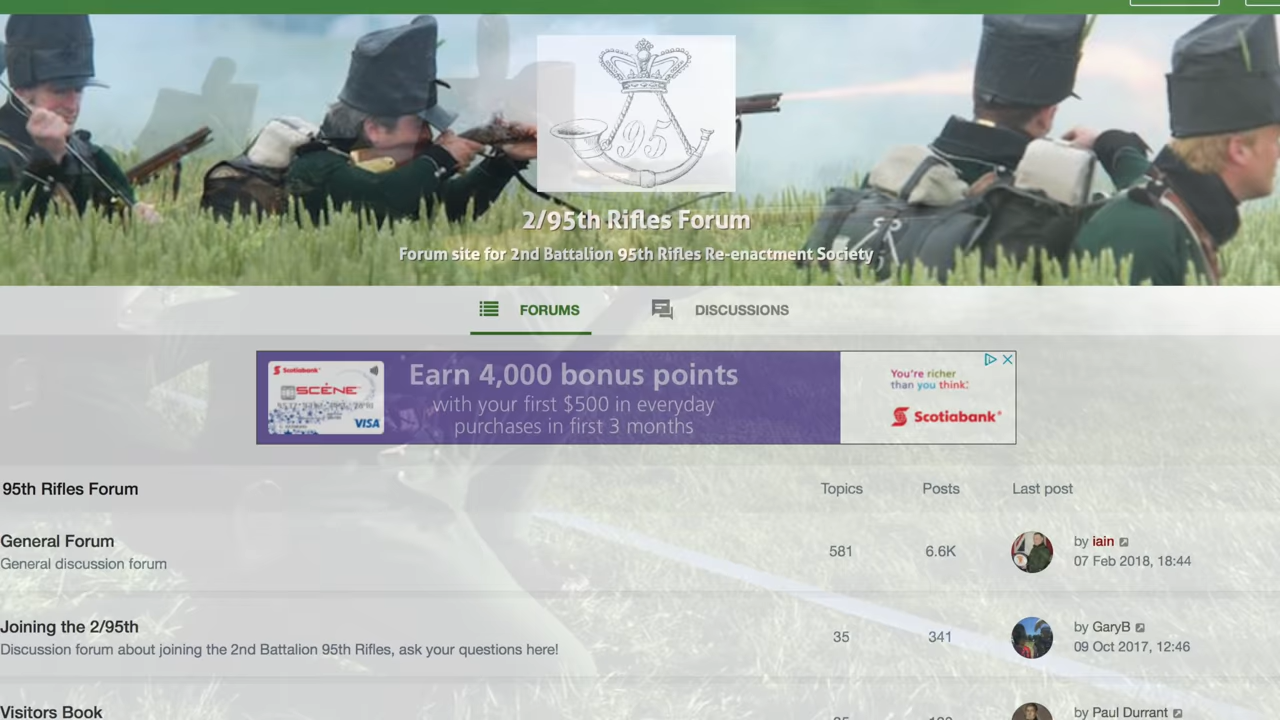 95
2/95th Rifles Forum
Forum site for 2nd Battalion 95th Rifles Re-enactment Society
FORUMS DISCUSSIONS
Scotiabank
SCENE
VISA
Earn 4,000 bonus points
with your first $500 in everyday
purchases in first 3 months
You're richer
than you think.
Scotiabank
95th Rifles Forum Topics Posts Last post
General Forum
General discussion forum
581 6.6K
by iain
07 Feb 2018, 18:44
Joining the 2/95th
Discussion forum about joining the 2nd Battalion 95th Rifles, ask your questions here!
35 341
by GaryB
09 Oct 2017, 12:46
Visitors Book
by Paul Durrant